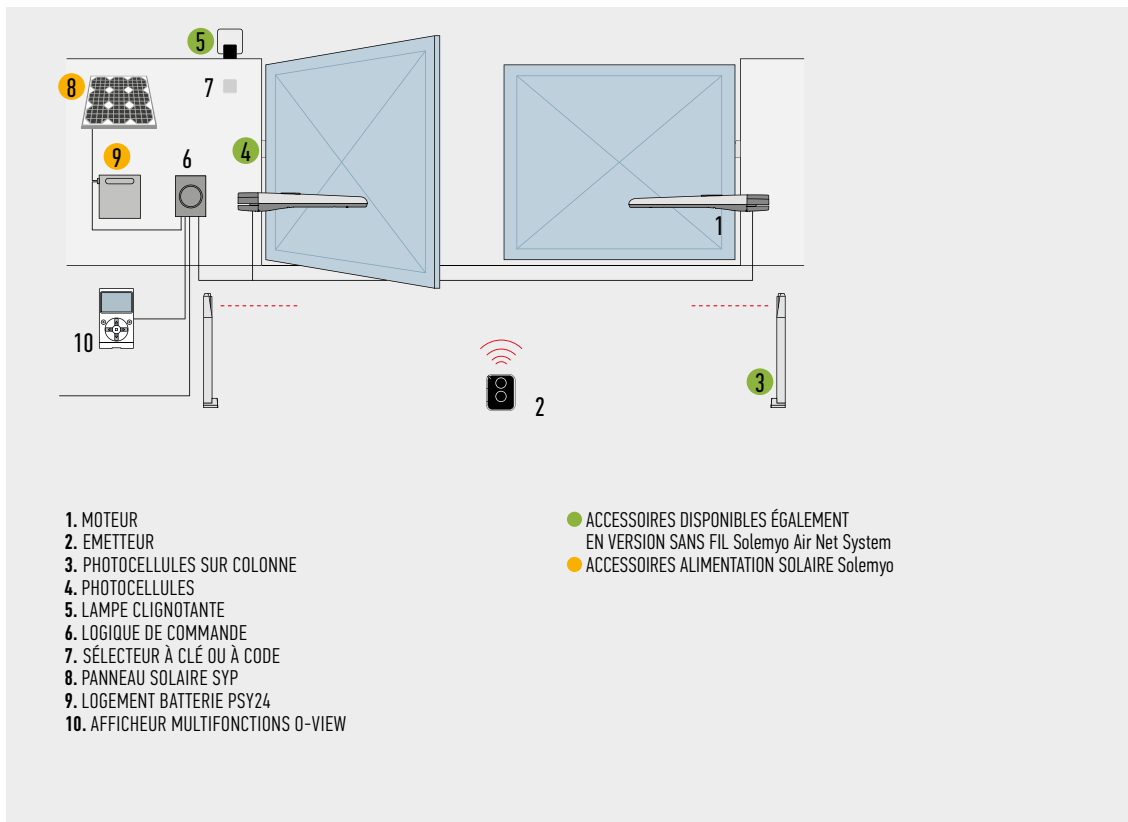 5
8
7
9
6
4
1
10
3
2
1. MOTEUR
2. EMETTEUR
3. PHOTOCELLULES SUR COLONNE
4. PHOTOCELLULES
5. LAMPE CLIGNOTANTE
6. LOGIQUE DE COMMANDE
7. SÉLECTEUR À CLÉ OU À CODE
8. PANNEAU SOLAIRE SYP
9. LOGEMENT BATTERIE PSY24
10. AFFICHEUR MULTIFONCTIONS O-VIEW
ACCESSOIRES DISPONIBLES ÉGALEMENT
EN VERSION SANS FIL Solemyo Air Net System
ACCESSOIRES ALIMENTATION SOLAIRE Solemyo